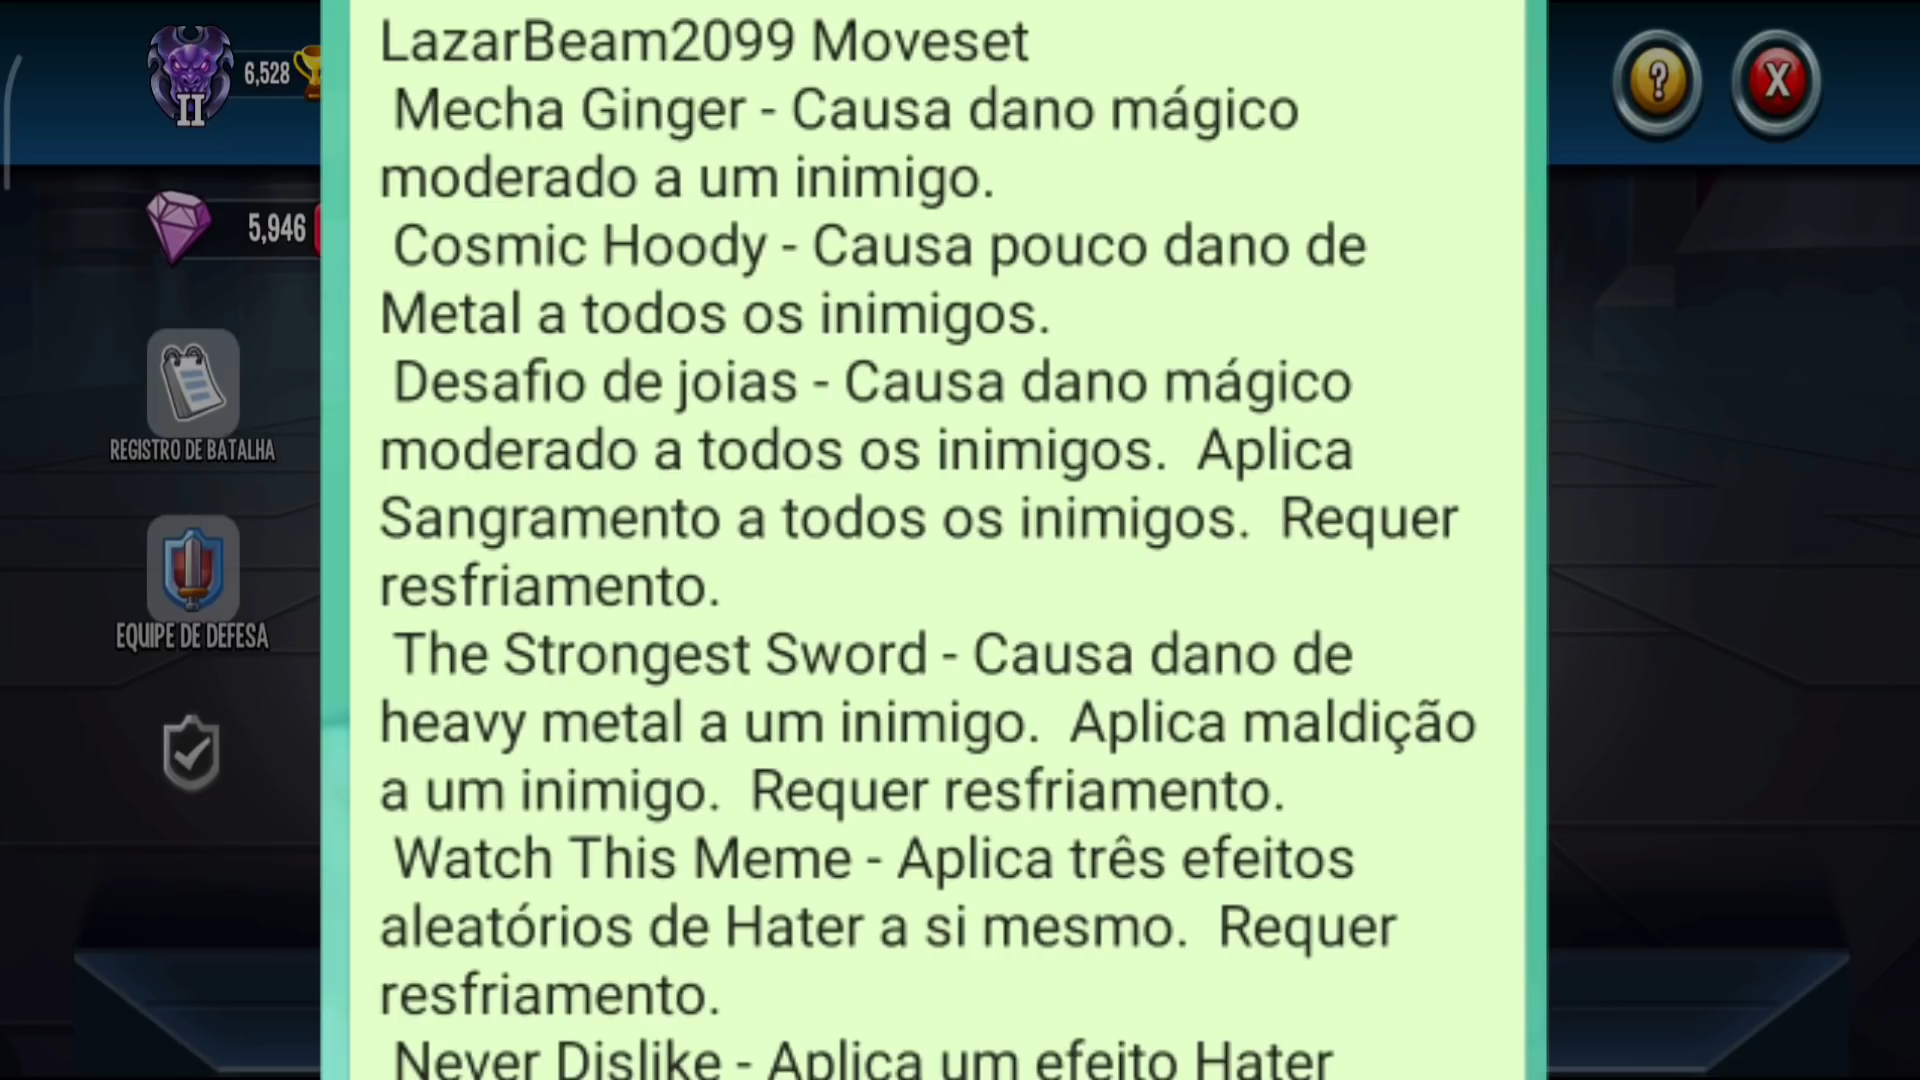 LazarBeam2099 Moveset
Mecha Ginger - Causa dano mágico
moderado a um inimigo.
Cosmic Hoody - Causa pouco dano de
Metal a todos os inimigos.
Desafio de joias - Causa dano mágico
moderado a todos os inimigos. Aplica
Sangramento a todos os inimigos. Requer
resfriamento.
The Strongest Sword - Causa dano de
heavy metal a um inimigo. Aplica maldição
a um inimigo. Requer resfriamento.
Watch This Meme - Aplica três efeitos
aleatórios de Hater a si mesmo. Requer
resfriamento.
Never Dislike - Aplica um efeito Hater
II
6,528
5,946
REGISTRO DE BATALHA
EQUIPE DE DEFESA
?
X